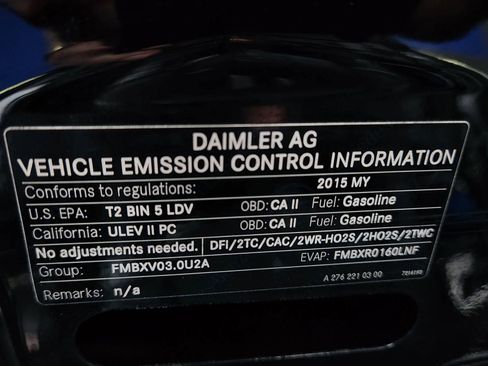 DAIMLER AG
VEHICLE EMISSION CONTROL INFORMATION
Conforms to regulations: 2015 MY
U.S. EPA: T2 BIN 5 LDV OBD: CA II Fuel: Gasoline
California: ULEV II PC OBD: CA II Fuel: Gasoline
No adjustments needed. DFI/2TC/CAC/2WR-HO2S/2HO2S/2TWC
Group: FMBXV03.0U2A EVAP: FMBXR0160LNF
A 276 221 03 00
Remarks: n/a